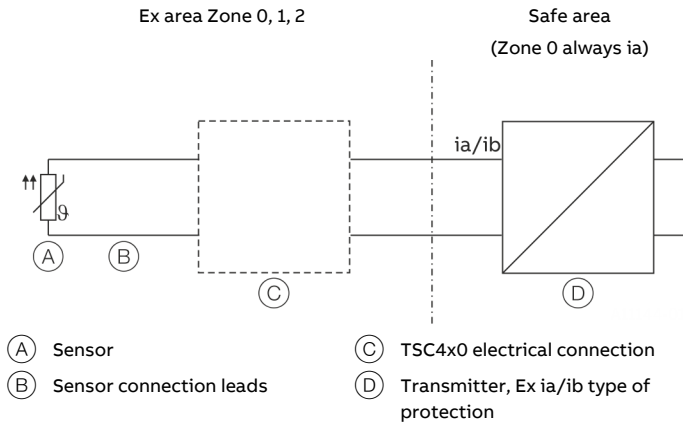 Ex area Zone 0, 1, 2
Safe area
(Zone 0 always ia)
ia/ib
ϑ
A
B
C
D
A Sensor
B Sensor connection leads
C TSC4x0 electrical connection
D Transmitter, Ex ia/ib type of
protection